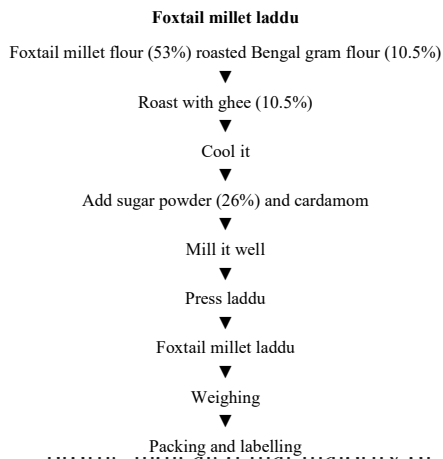 Foxtail millet laddu
Foxtail millet flour (53%) roasted Bengal gram flour (10.5%)
Roast with ghee (10.5%)
Cool it
Add sugar powder (26%) and cardamom
Mill it well
Press laddu
Foxtail millet laddu
Weighing
Packing and labelling